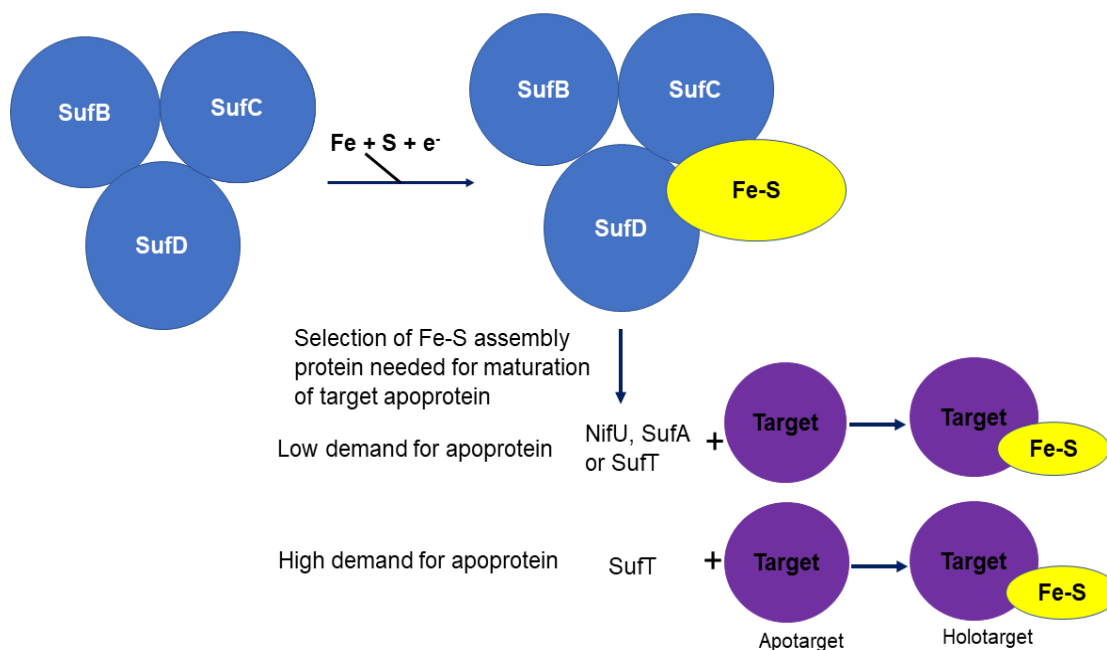 SufB
SufC
SufD
Fe + S + e-
SufB
SufC
SufD
Fe-S
Selection of Fe-S assembly
protein needed for maturation
of target apoprotein
Low demand for apoprotein
NifU, SufA
or SufT
+
Target
Target
Fe-S
High demand for apoprotein
SufT
+
Target
Target
Fe-S
Apotarget
Holotarget